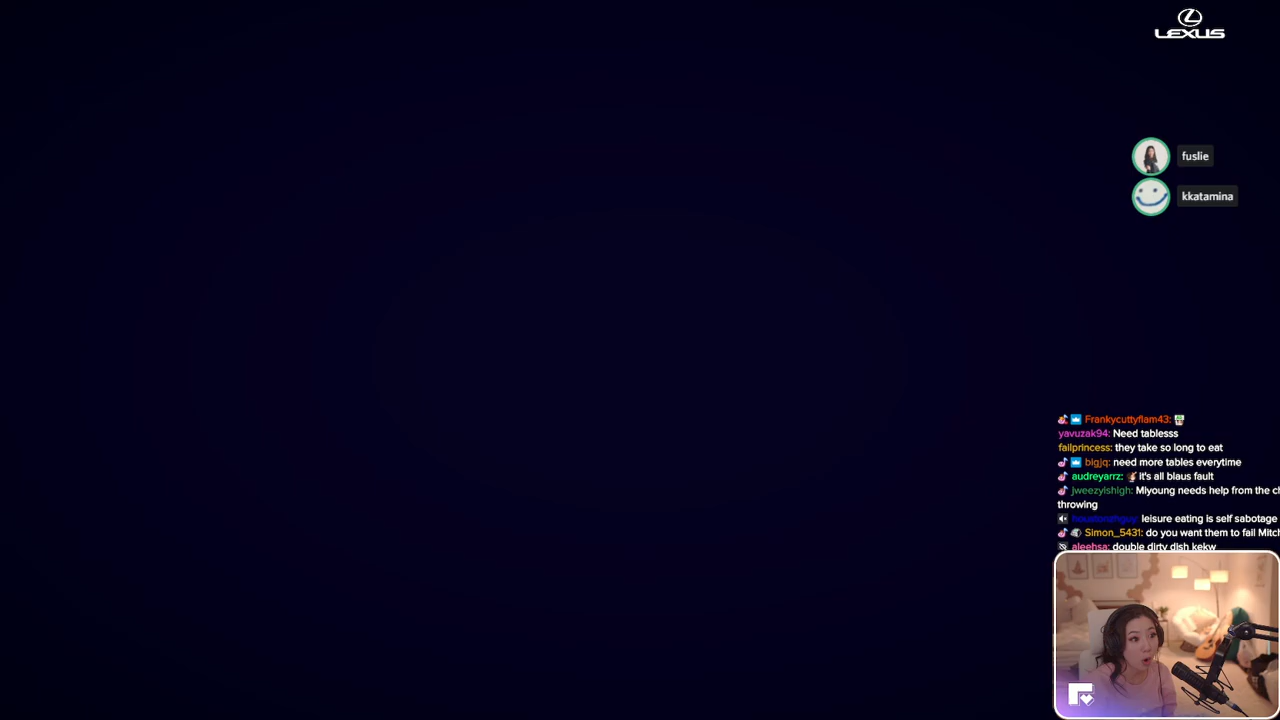 LEXUS
fuslie
kkatamina
Frankycuttyflam43:
yavuzak94: Need tablesss
failprincess: they take so long to eat
bigjq: need more tables everytime
audreyarrz: It's all blaus fault
jweezyishigh: Miyoung needs help from the ch
throwing
leisure eating is self sabotage
Simon_5431: do you want them to fail Mitch
aleehsa: double dirty dish kekw